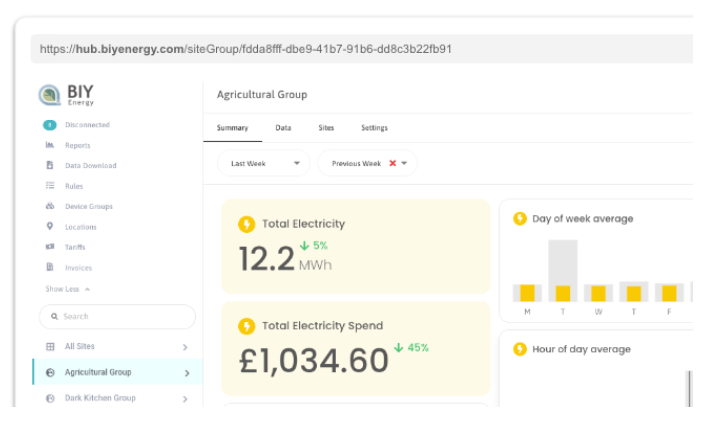 https://hub.biyenergy.com/siteGroup/fdda8fff-dbe9-41b7-91b6-dd8c3b22fb91
BIY
Energy
0 Disconnected
Reports
Data Download
Rules
Device Groups
Locations
Tariffs
Invoices
Show Less
Search
All Sites
Agricultural Group
Dark Kitchen Group
Agricultural Group
Summary Data Sites Settings
Last Week Previous Week
Total Electricity
12.2 MWh 5%
Total Electricity Spend
£1,034.60 45%
Day of week average
M T W T F
Hour of day average